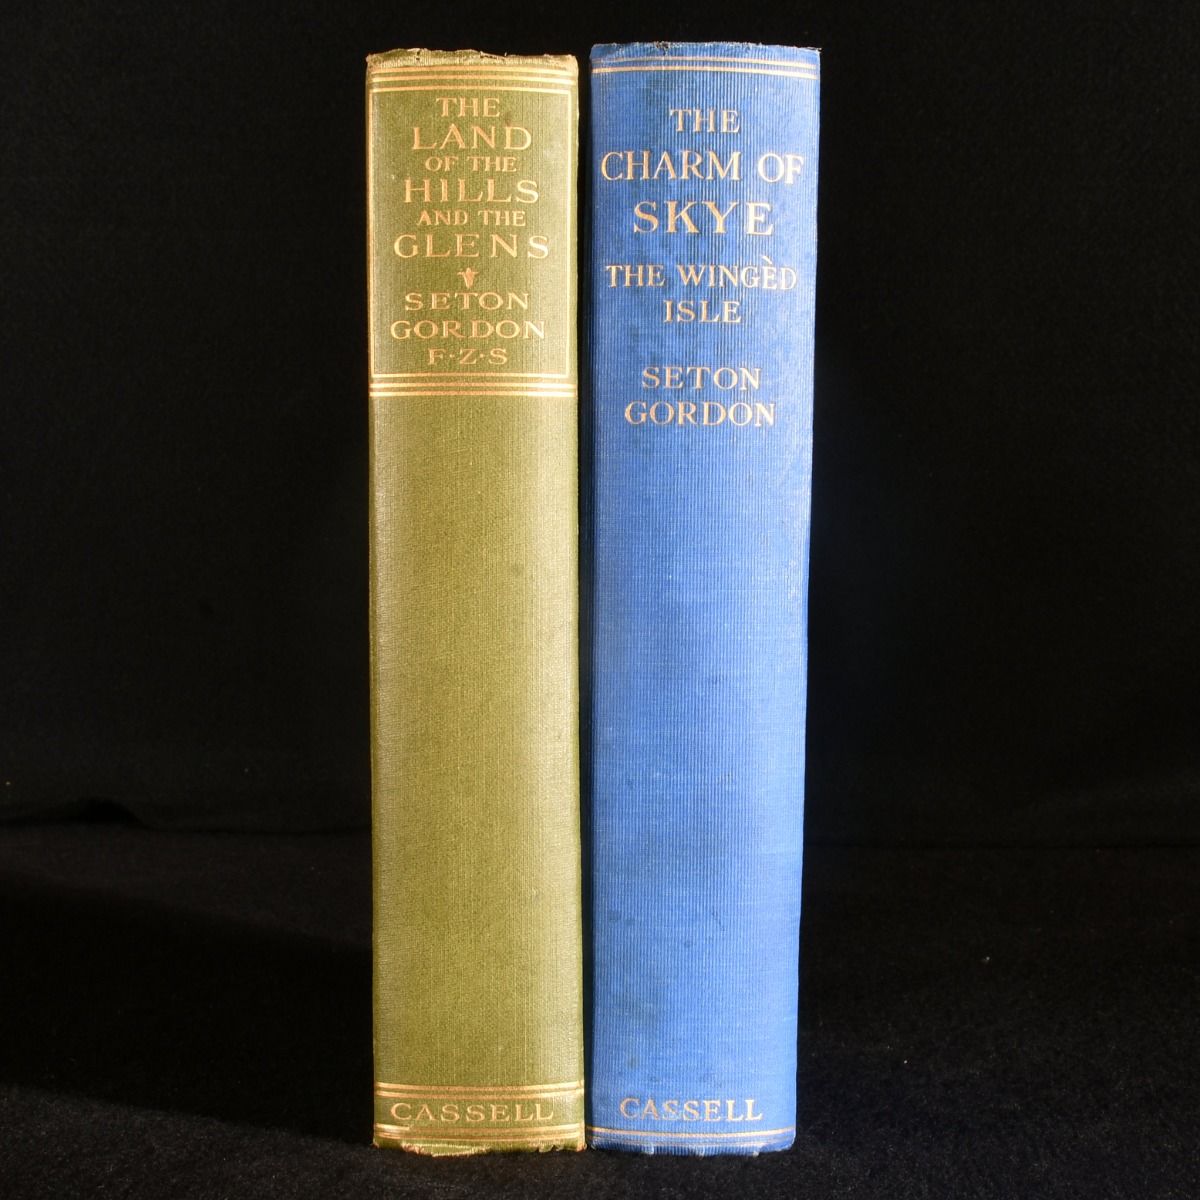 THE
LAND
OF THE
HILLS
AND THE
GLENS
SETON
GORDON
F·Z·S
CASSELL
THE
CHARM OF
SKYE
THE WINGÈD
ISLE
SETON
GORDON
CASSELL